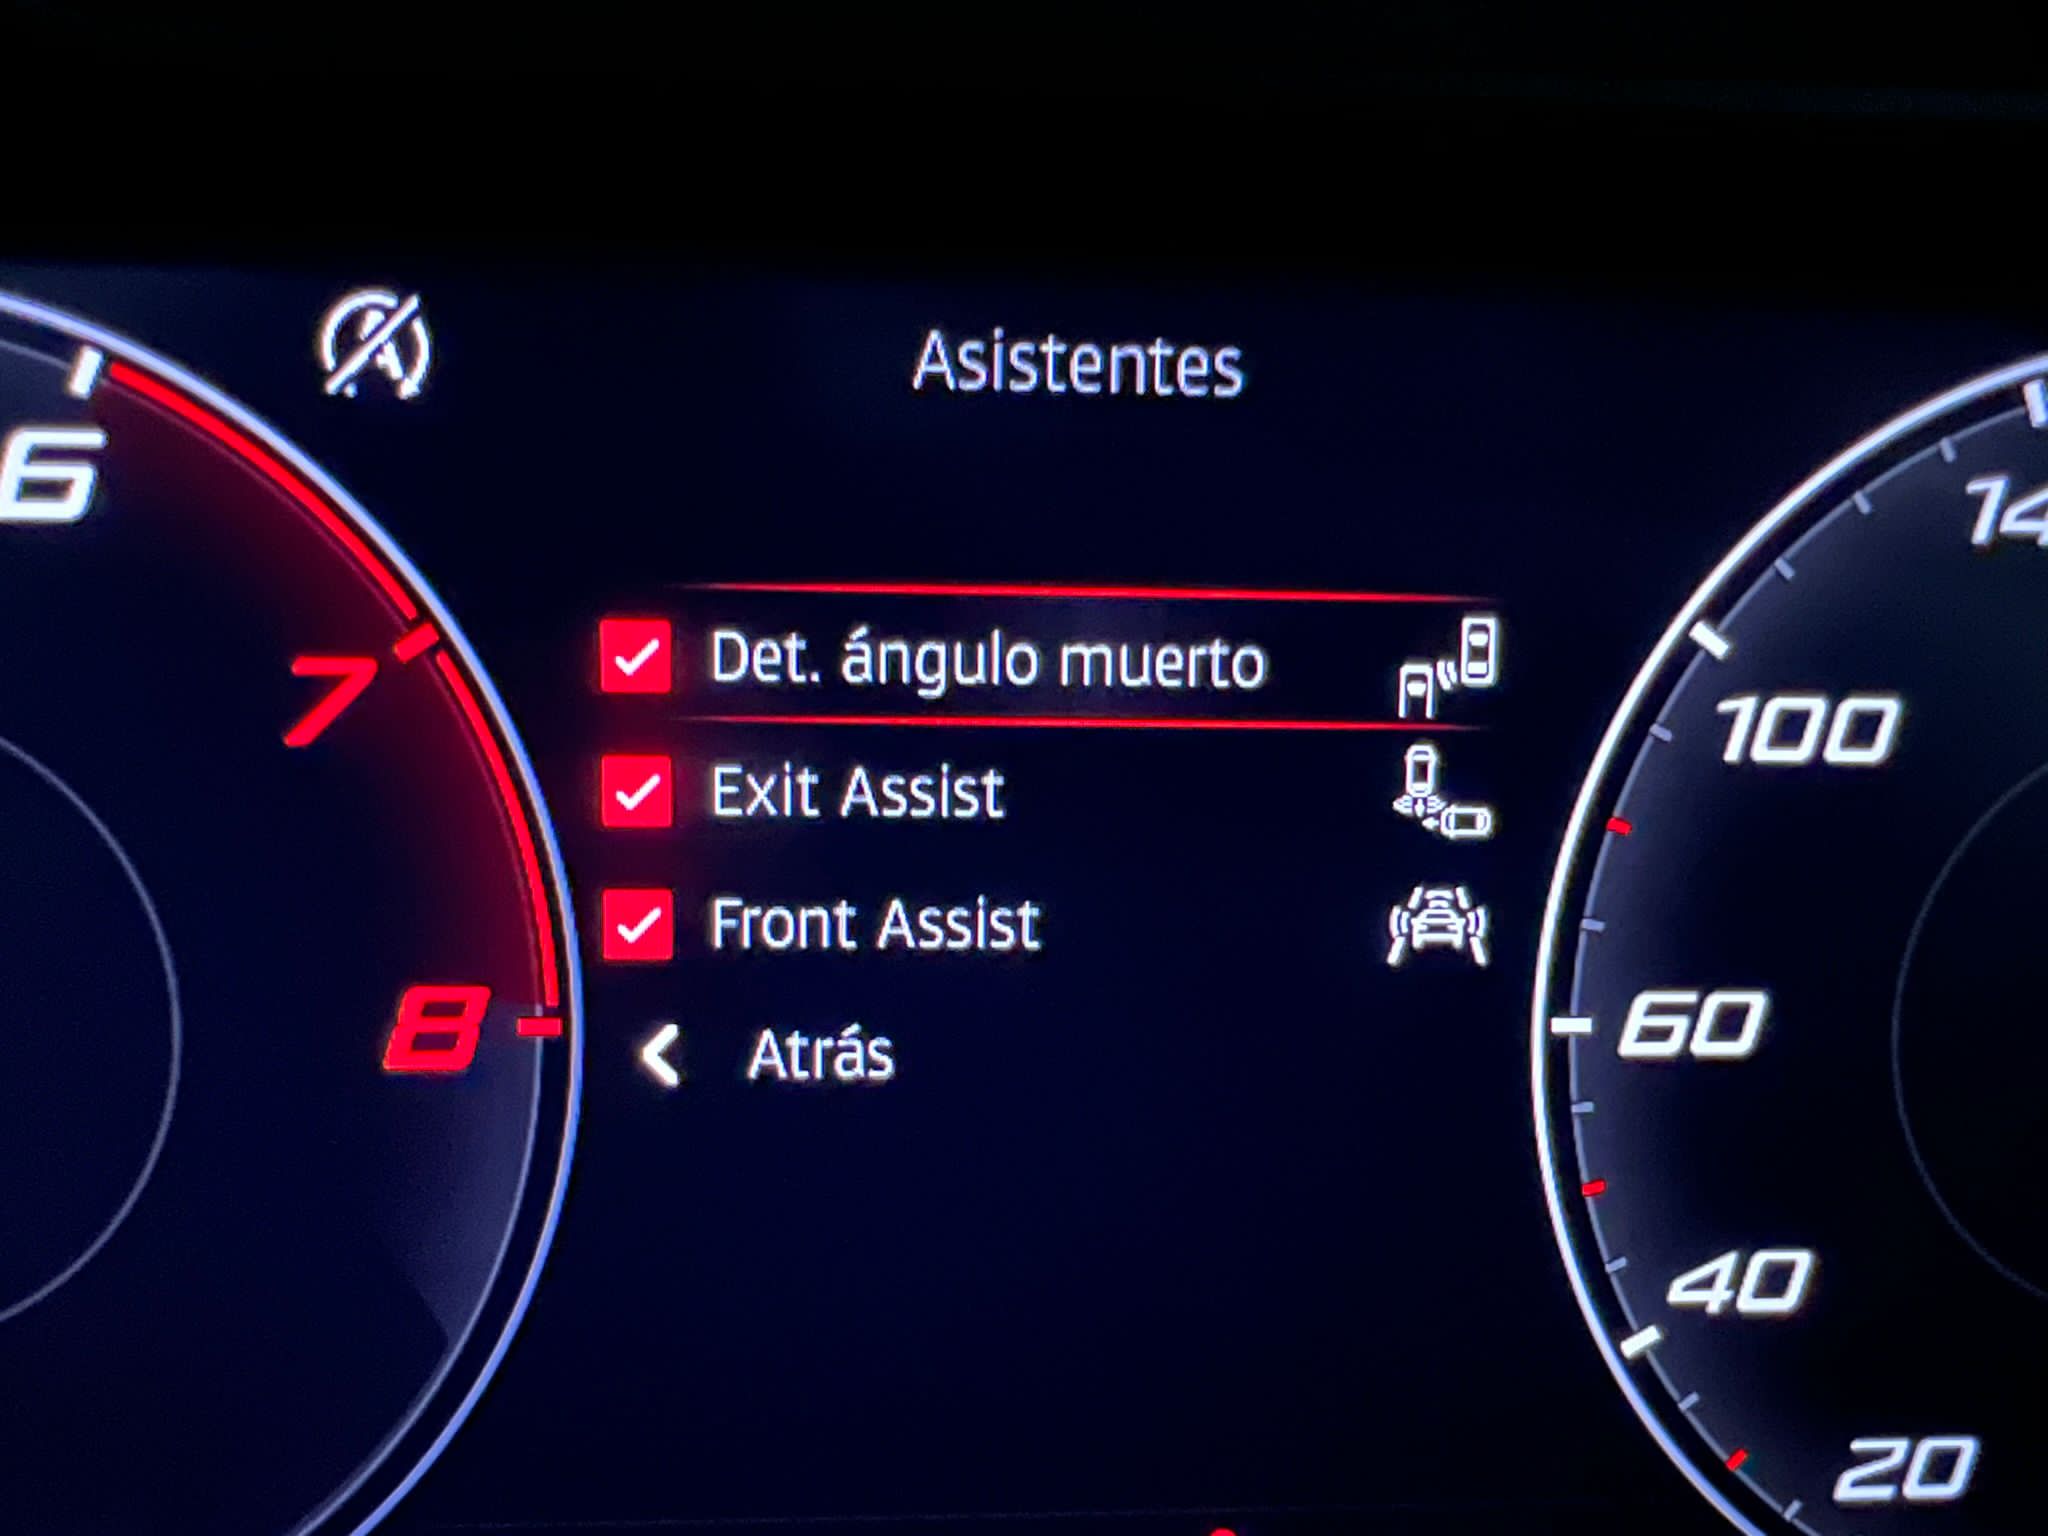 Asistentes
6
7
8
Det. ángulo muerto
Exit Assist
Front Assist
Atrás
100
60
40
20